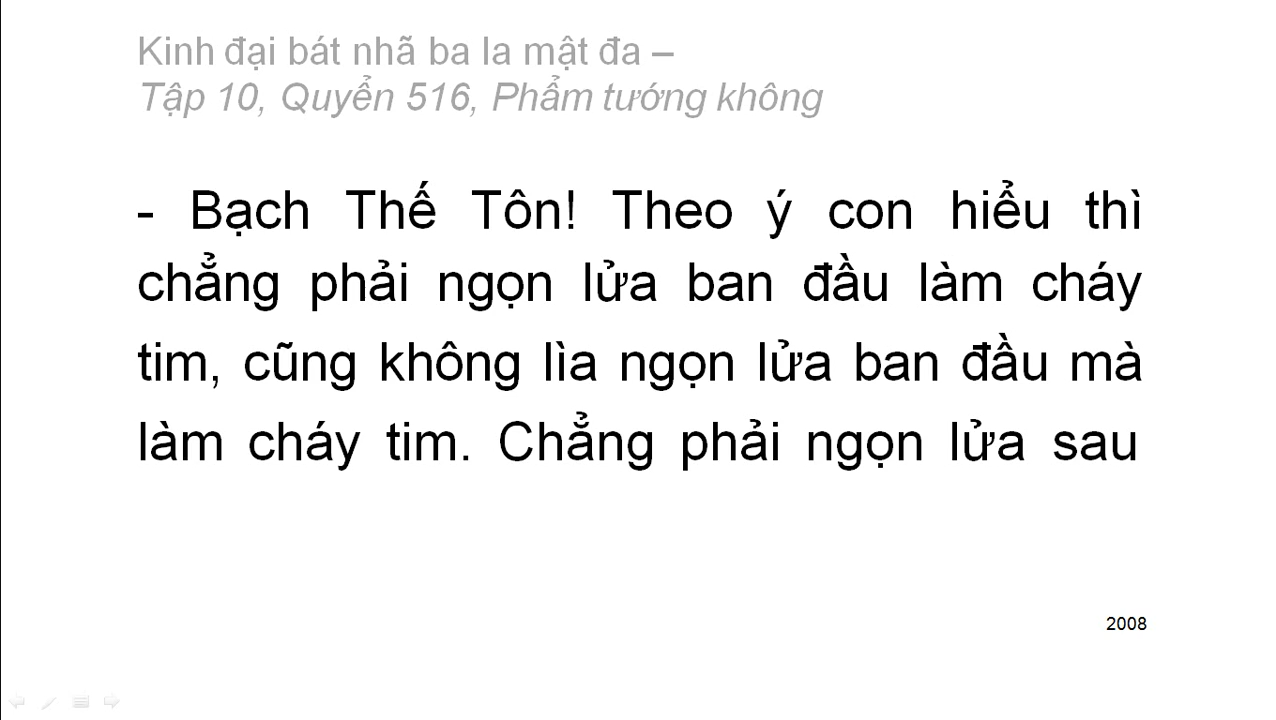 Kinh đại bát nhã ba la mật đa –
Tập 10, Quyển 516, Phẩm tướng không
- Bạch Thế Tôn! Theo ý con hiểu thì
chẳng phải ngọn lửa ban đầu làm cháy
tim, cũng không lìa ngọn lửa ban đầu mà
làm cháy tim. Chẳng phải ngọn lửa sau
2008